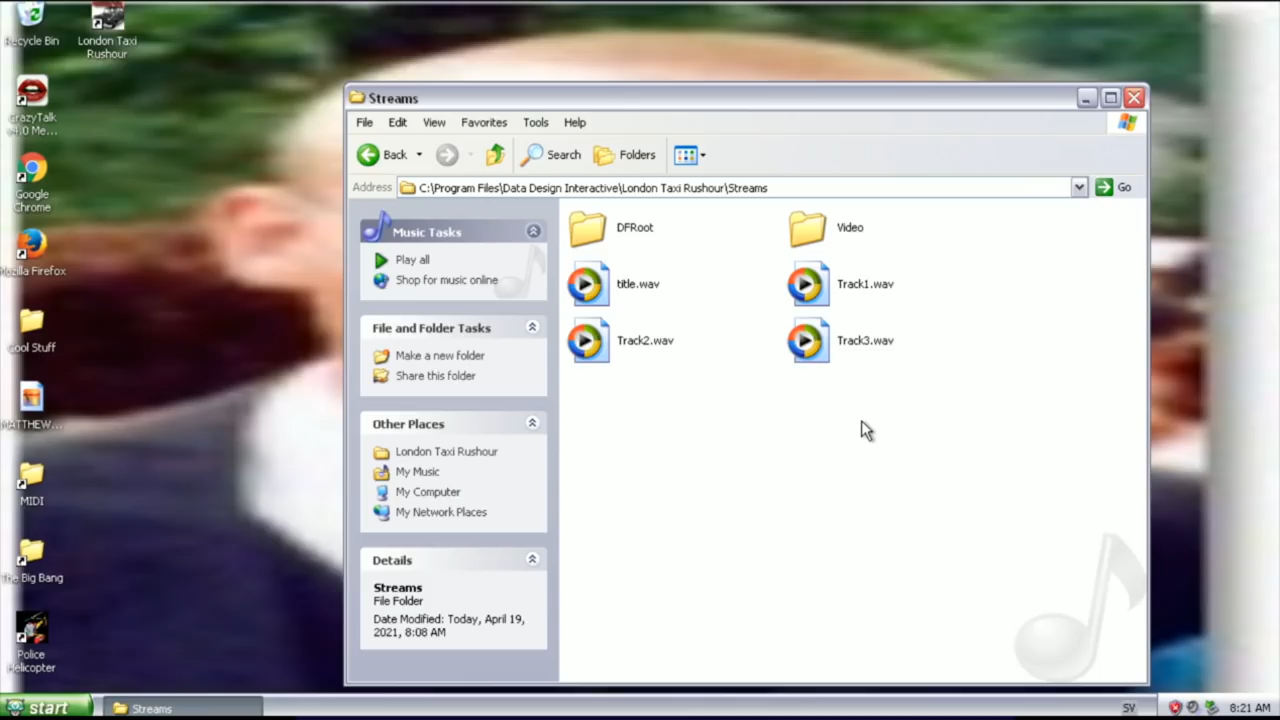 Recycle Bin
London Taxi
Rushour
CrazyTalk
v4.0 Me...
Google
Chrome
Mozilla Firefox
Cool Stuff
MATTHEW...
MIDI
The Big Bang
Police
Helicopter
Streams
File Edit View Favorites Tools Help
Back Search Folders
Address C:\Program Files\Data Design Interactive\London Taxi Rushour\Streams Go
Music Tasks
Play all
Shop for music online
File and Folder Tasks
Make a new folder
Share this folder
Other Places
London Taxi Rushour
My Music
My Computer
My Network Places
Details
Streams
File Folder
Date Modified: Today, April 19,
2021, 8:08 AM
DFRoot Video
title.wav Track1.wav
Track2.wav Track3.wav
start Streams SV 8:21 AM